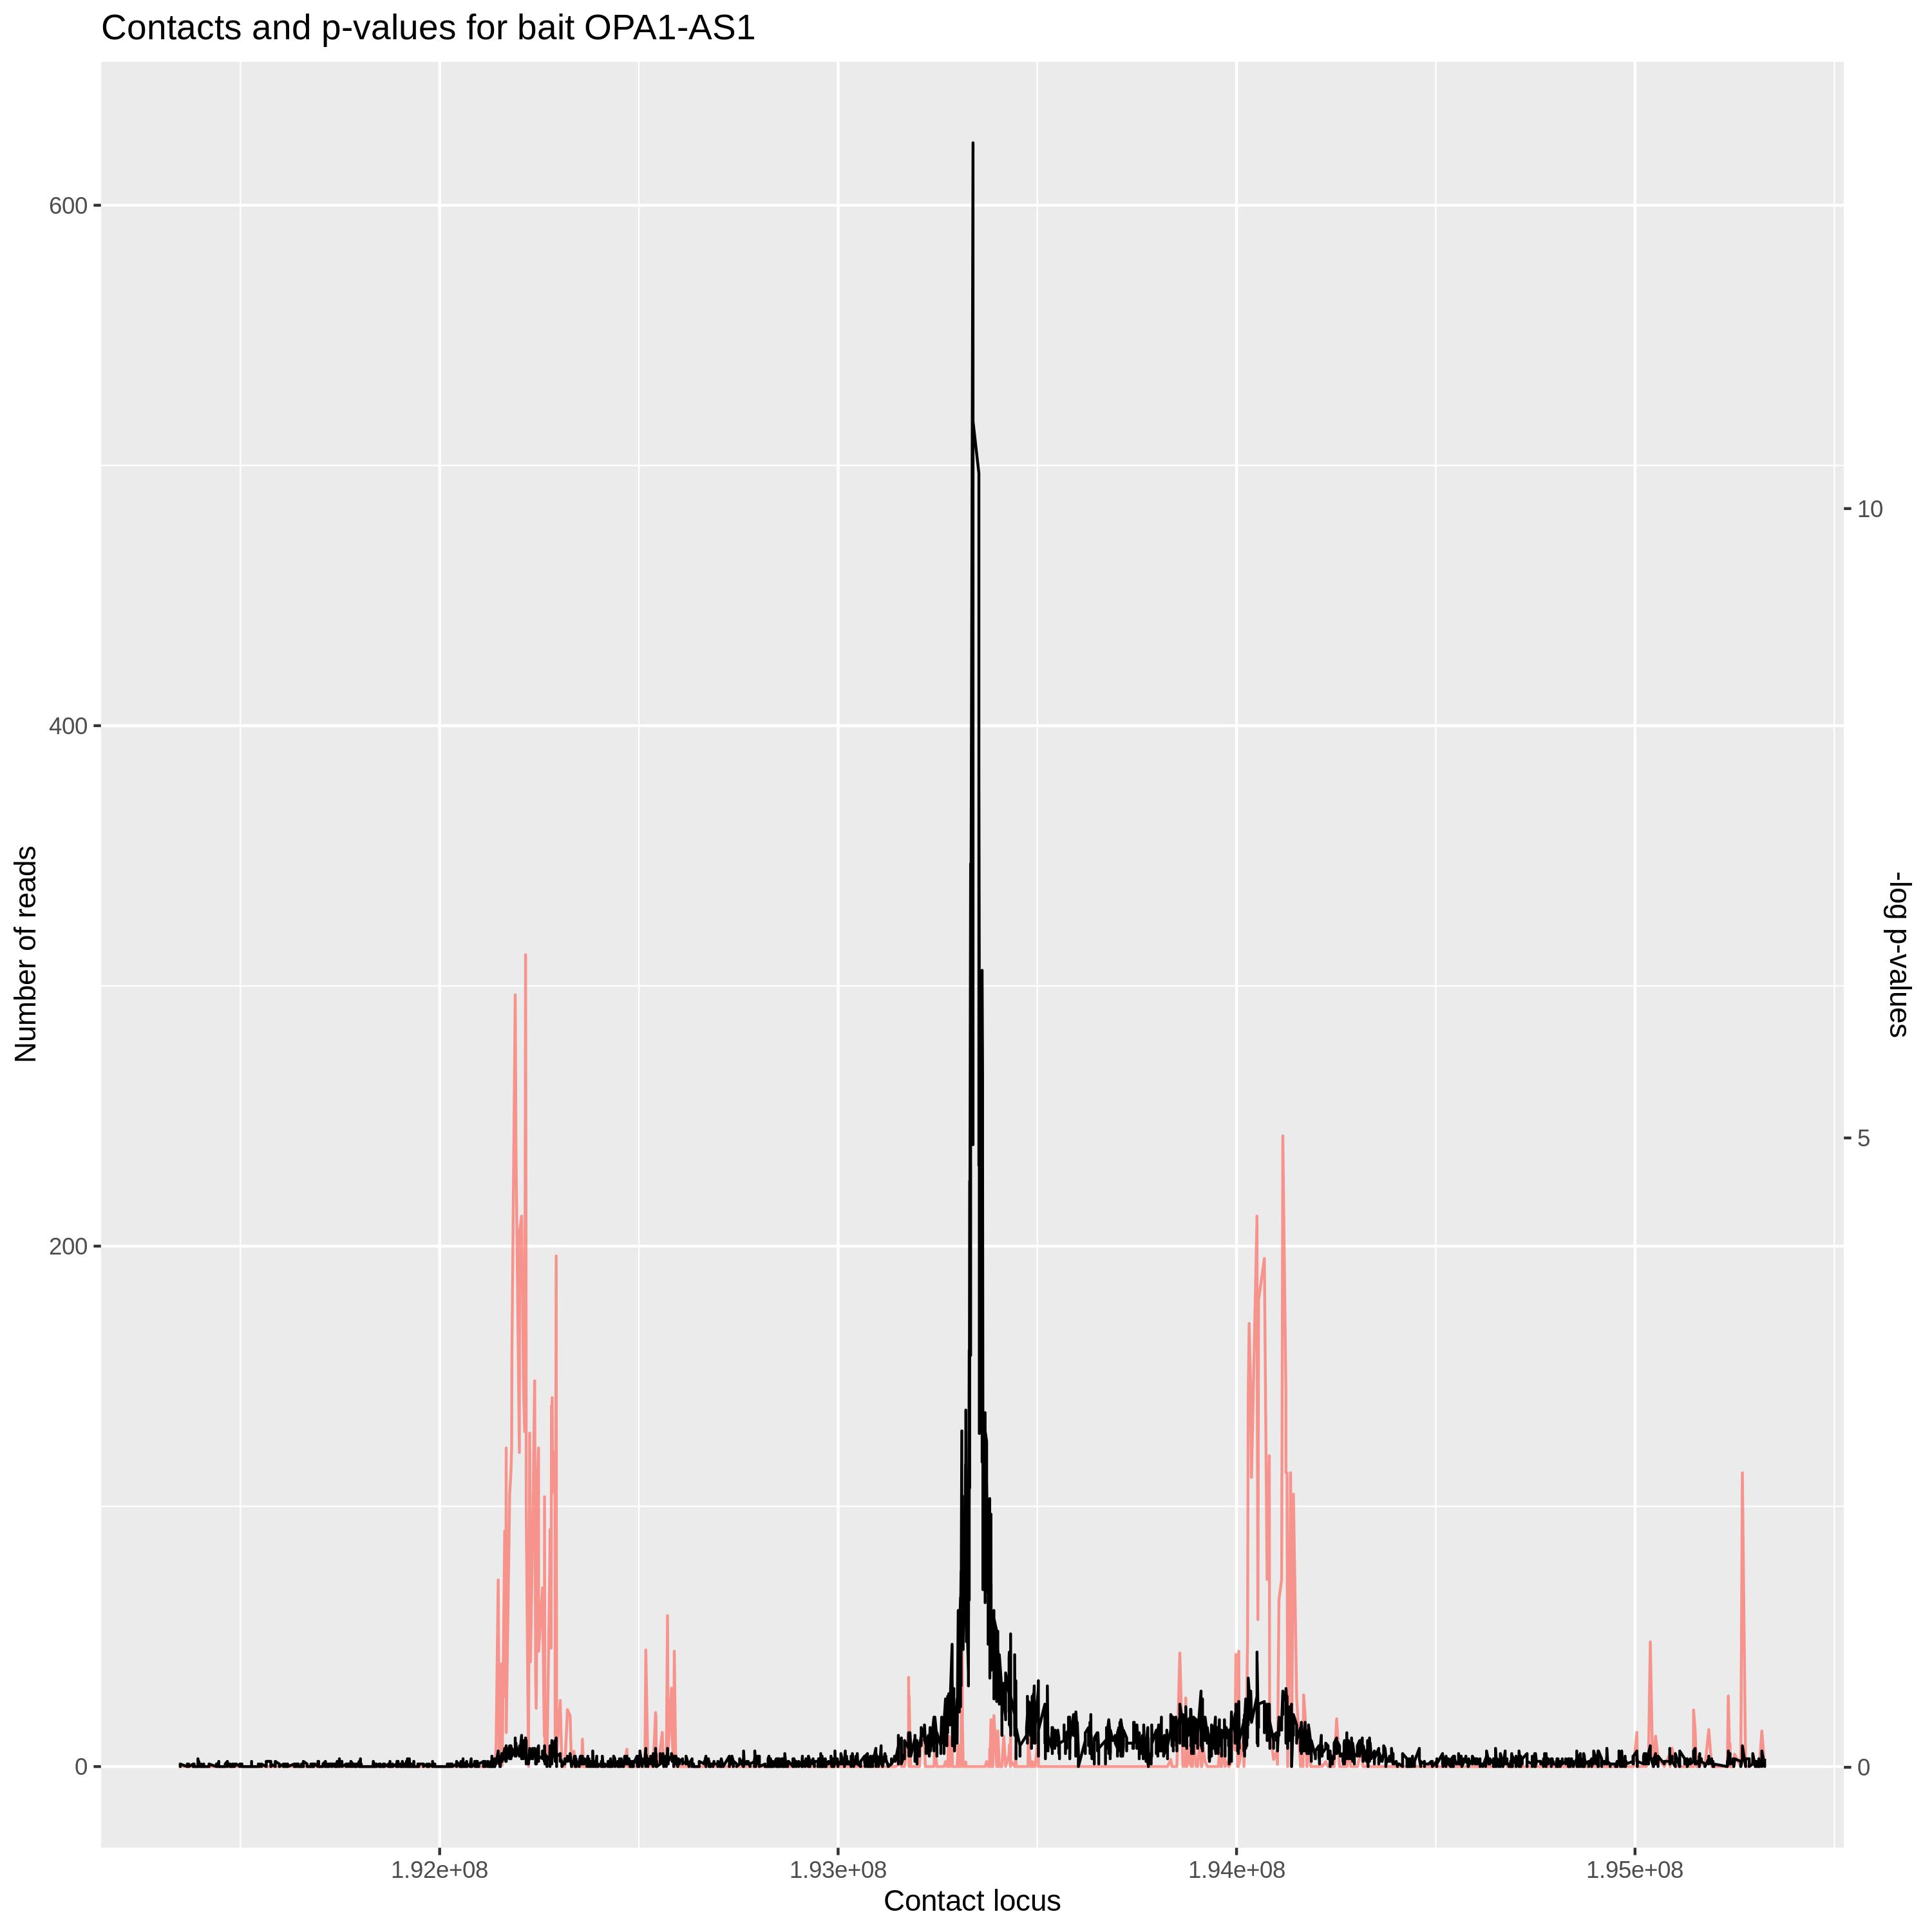 Contacts and p-values for bait OPA1-AS1
600
400
200
0
10
5
0
Number of reads
-log p-values
1.92e+08
1.93e+08
1.94e+08
1.95e+08
Contact locus